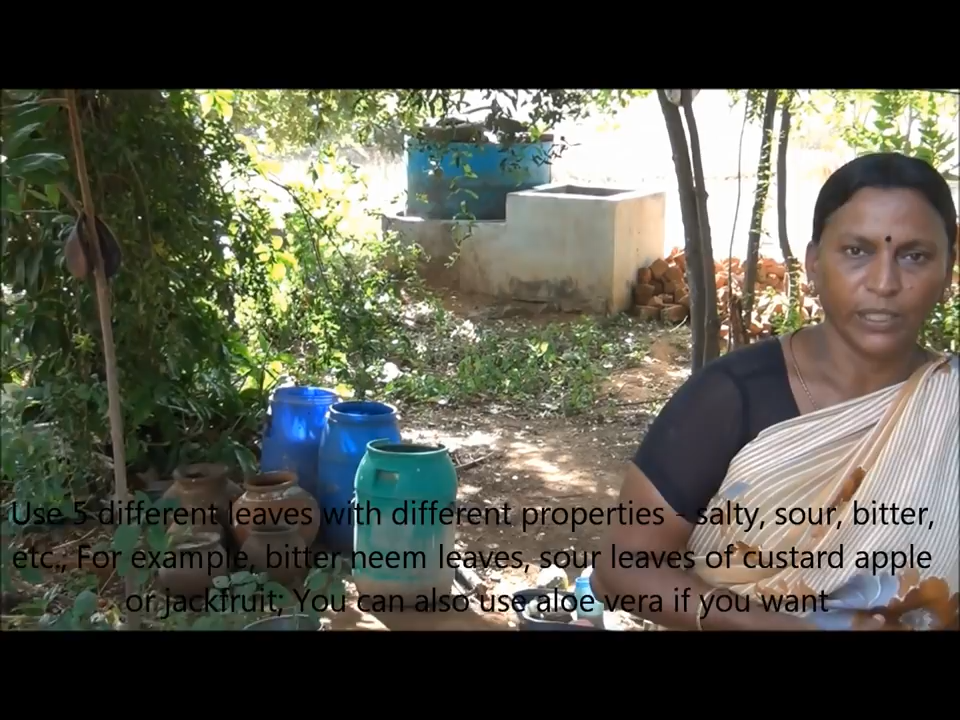 Use 5 different leaves with different properties - salty, sour, bitter,
etc.; For example, bitter neem leaves, sour leaves of custard apple
or jackfruit; You can also use aloe vera if you want